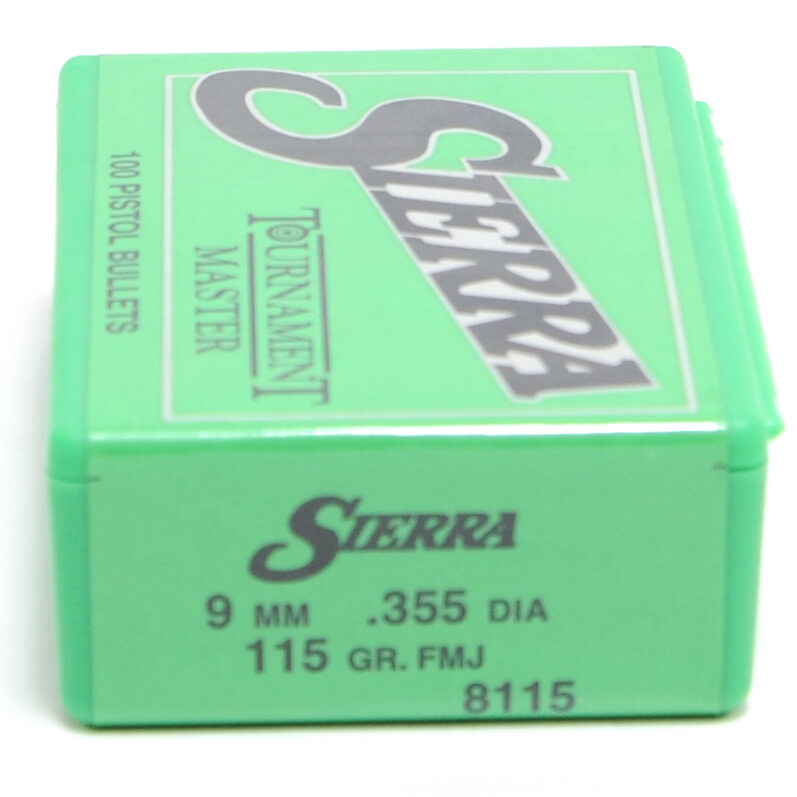 SIERRA
TOURNAMENT
MASTER
100 PISTOL BULLETS
SIERRA
9 MM .355 DIA
115 GR. FMJ
8115